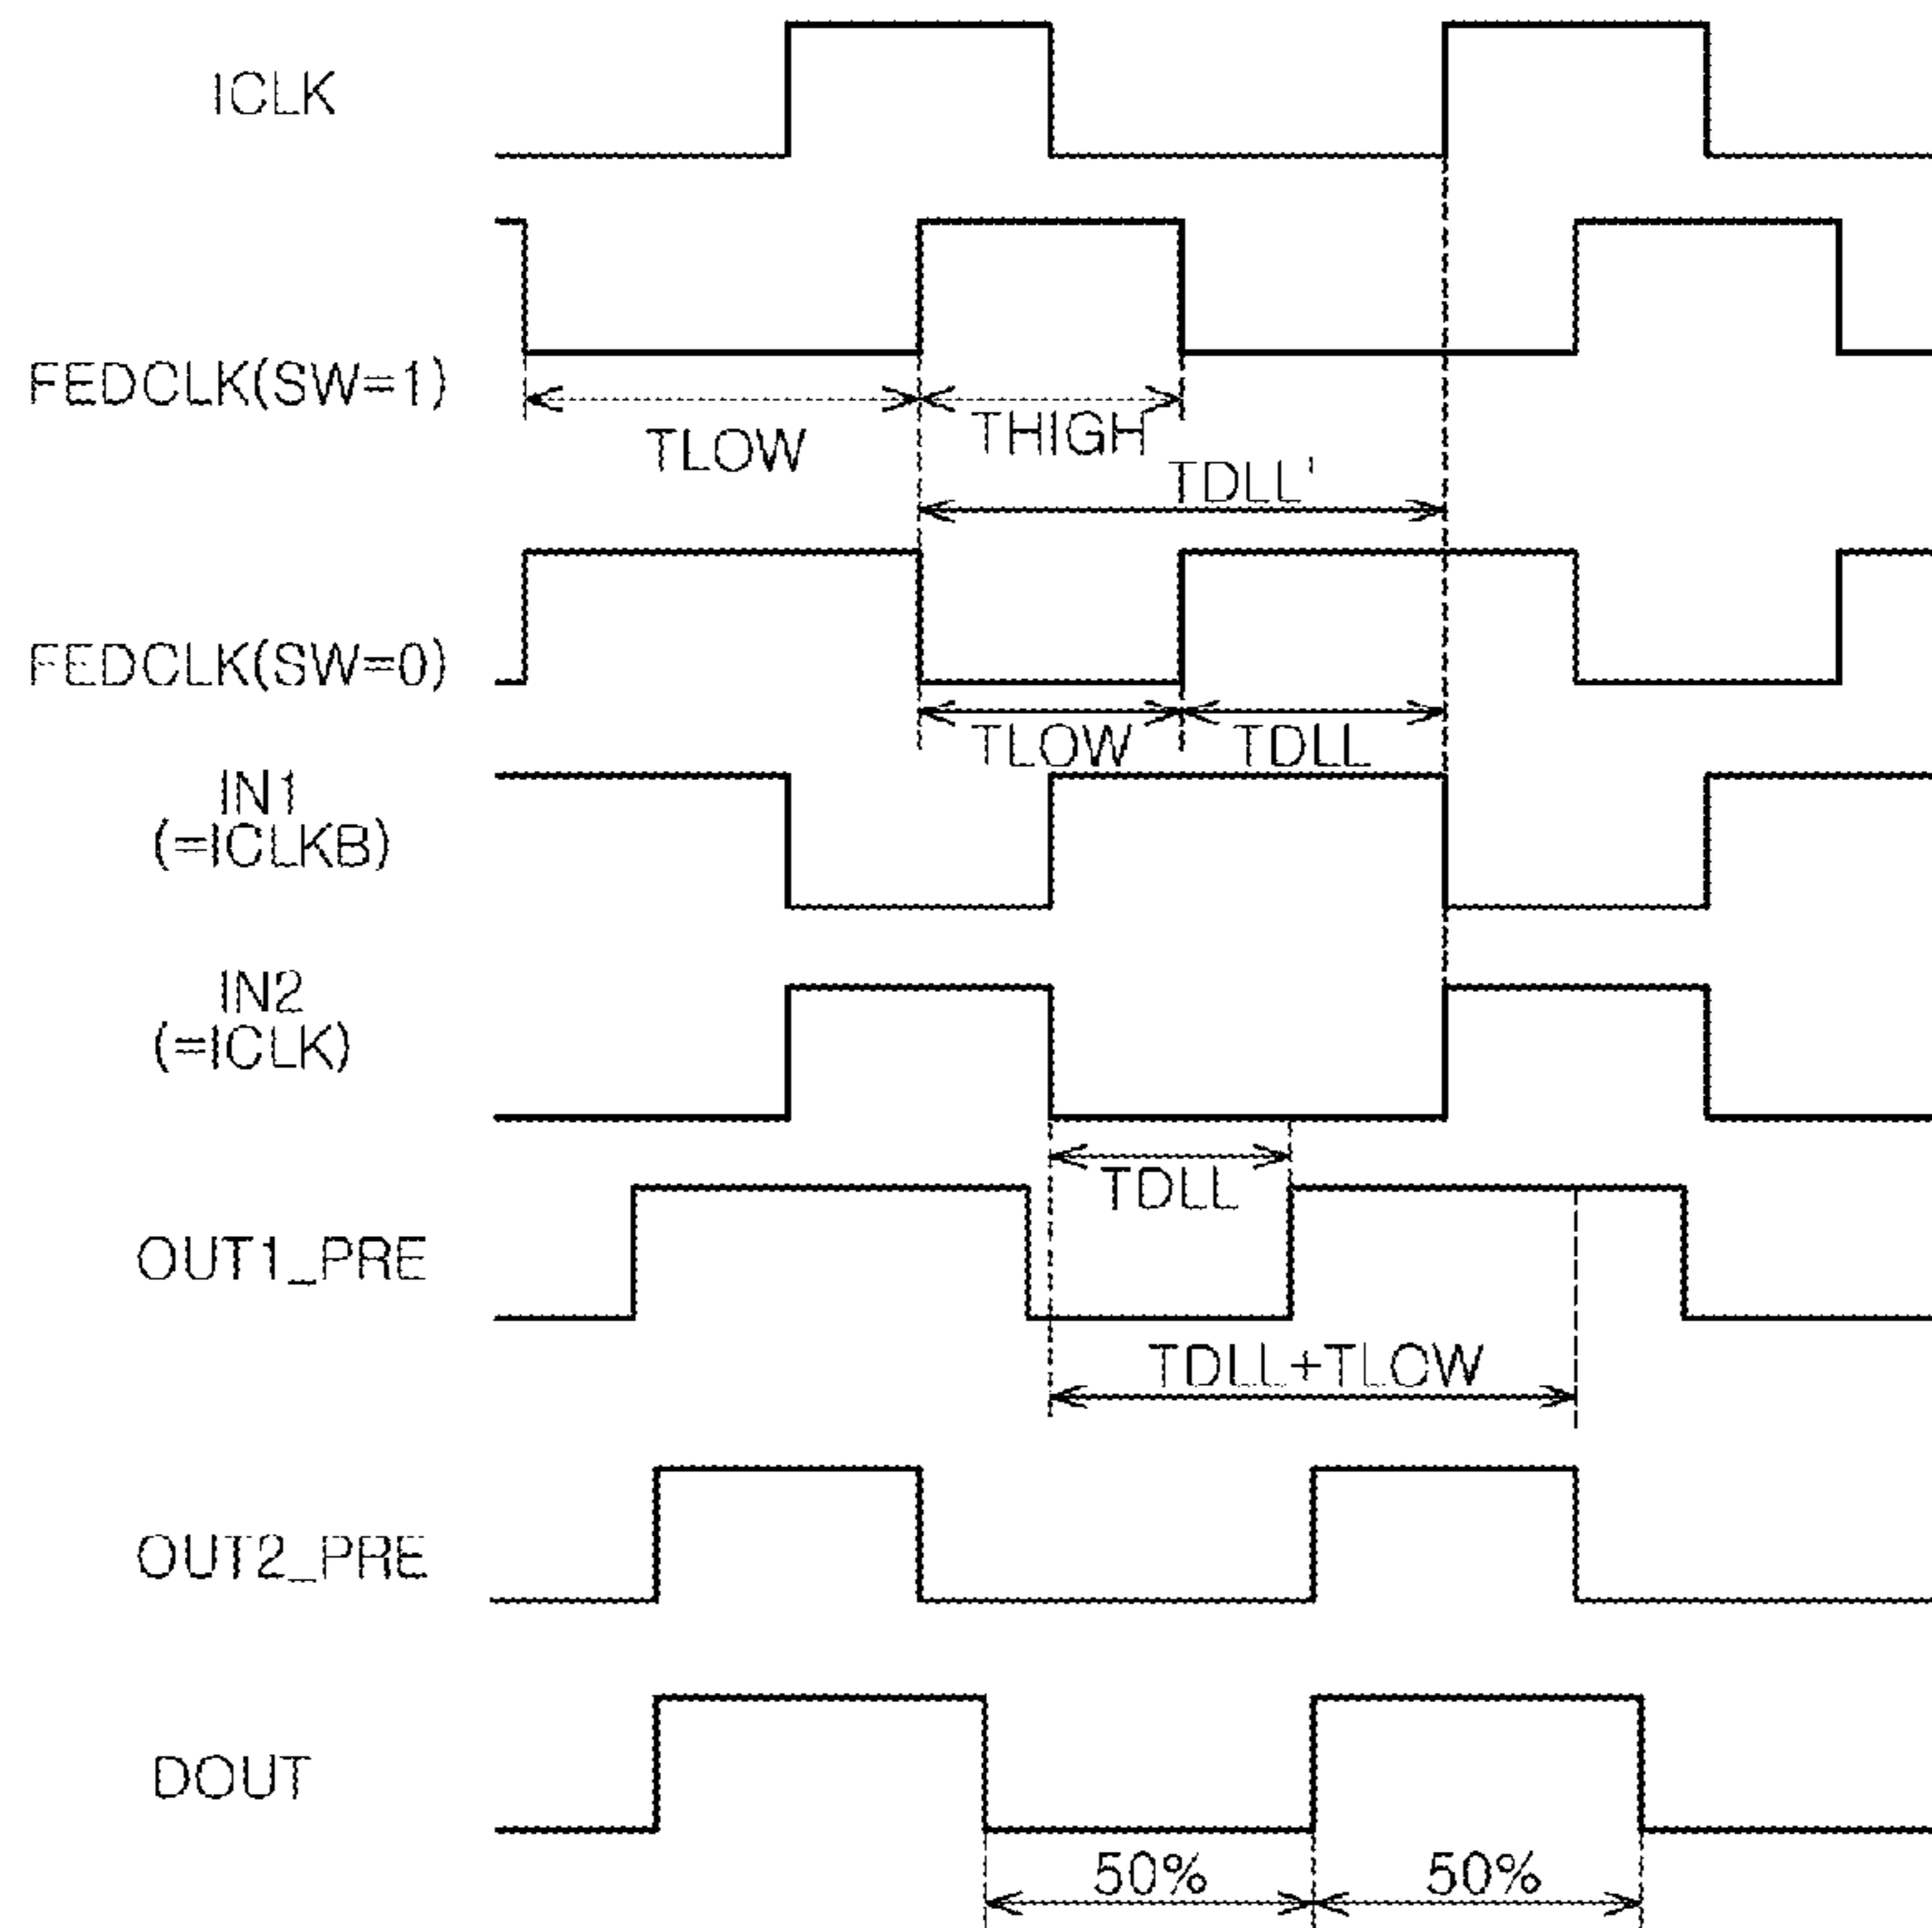 ICLK
FEDCLK(SW=1)
TLOW
THIGH
TDLL'
FEDCLK(SW=0)
TLOW
TDLL
IN1
(=ICLKB)
IN2
(=ICLK)
TDLL
OUT1_PRE
TDLL+TLOW
OUT2_PRE
DOUT
50%
50%